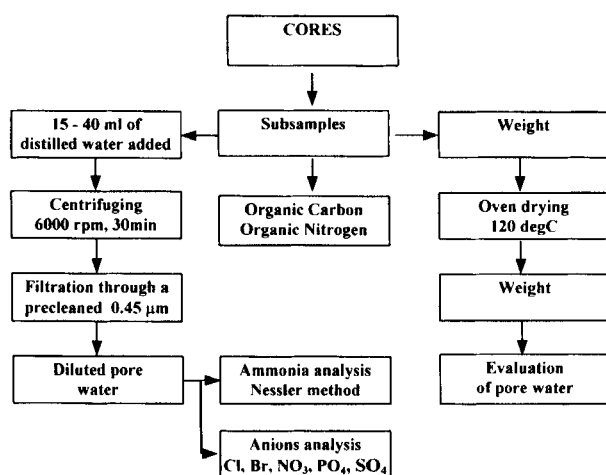 CORES
15 - 40 ml of
distilled water added
Subsamples
Weight
Centrifuging
6000 rpm, 30min
Organic Carbon
Organic Nitrogen
Oven drying
120 degC
Filtration through a
precleaned 0.45 μm
Weight
Diluted pore
water
Ammonia analysis
Nessler method
Evaluation
of pore water
Anions analysis
Cl, Br, NO₃, PO₄, SO₄